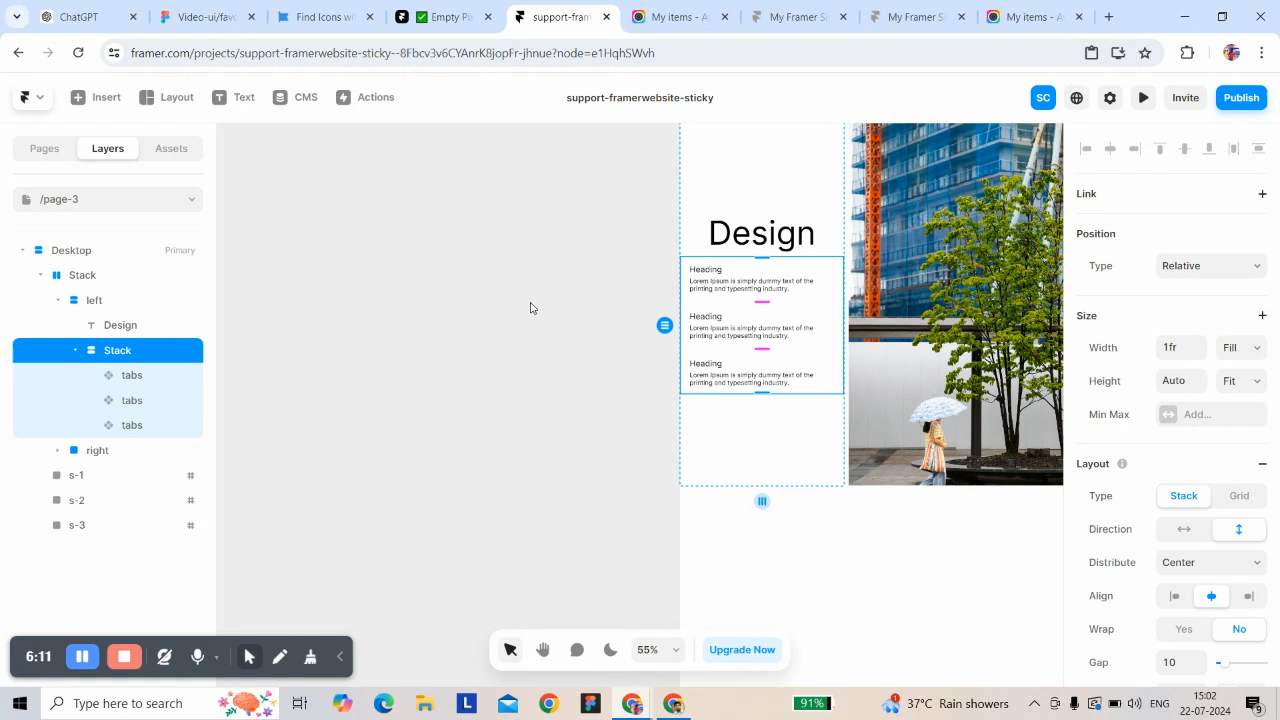 ChatGPT
Video-ui/fav
Find Icons wi
Empty Po
support-fram
My Items - A
My Framer S
My Framer S
My items - A
framer.com/projects/support-framerwebsite-sticky--8Fbcv3v6CYAnrK8jopFr-jhnue?node=e1HqhSWvh
Insert
Layout
Text
CMS
Actions
support-framerwebsite-sticky
SC
Invite
Publish
Pages
Layers
Assets
/page-3
Desktop
Primary
Stack
left
Design
Stack
tabs
tabs
tabs
right
s-1
s-2
s-3
Design
Heading
Lorem Ipsum is simply dummy text of the
printing and typesetting industry.
Heading
Lorem Ipsum is simply dummy text of the
printing and typesetting industry.
Heading
Lorem Ipsum is simply dummy text of the
printing and typesetting industry.
Link
Position
Type
Relative
Size
Width
1fr
Fill
Height
Auto
Fit
Min Max
Add...
Layout
Type
Stack
Grid
Direction
Distribute
Center
Align
Wrap
Yes
No
Gap
10
6:11
55%
Upgrade Now
Type here to search
91%
Rain showers
ENG
15:02
22-07-2024